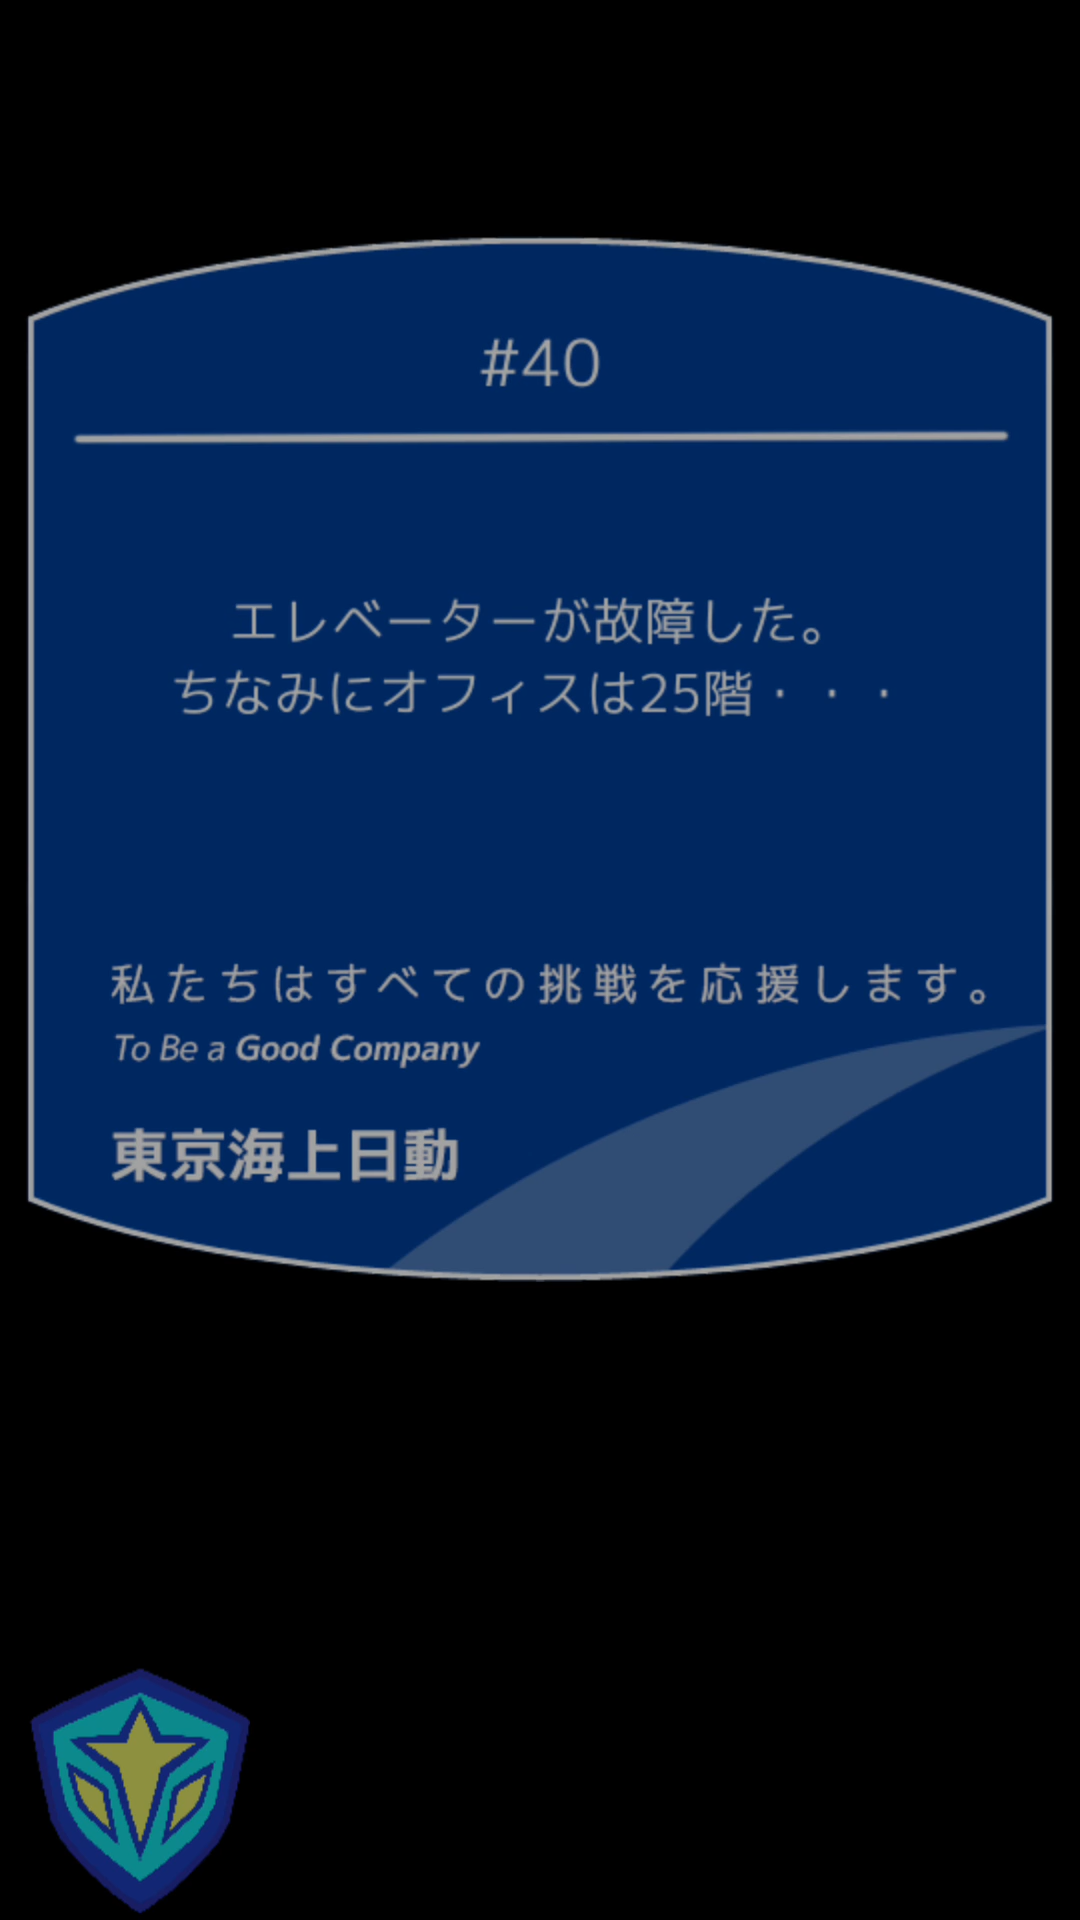 #40
エレベーターが故障した。
ちなみにオフィスは25階・・・
私たちはすべての挑戦を応援します。
To Be a Good Company
東京海上日動